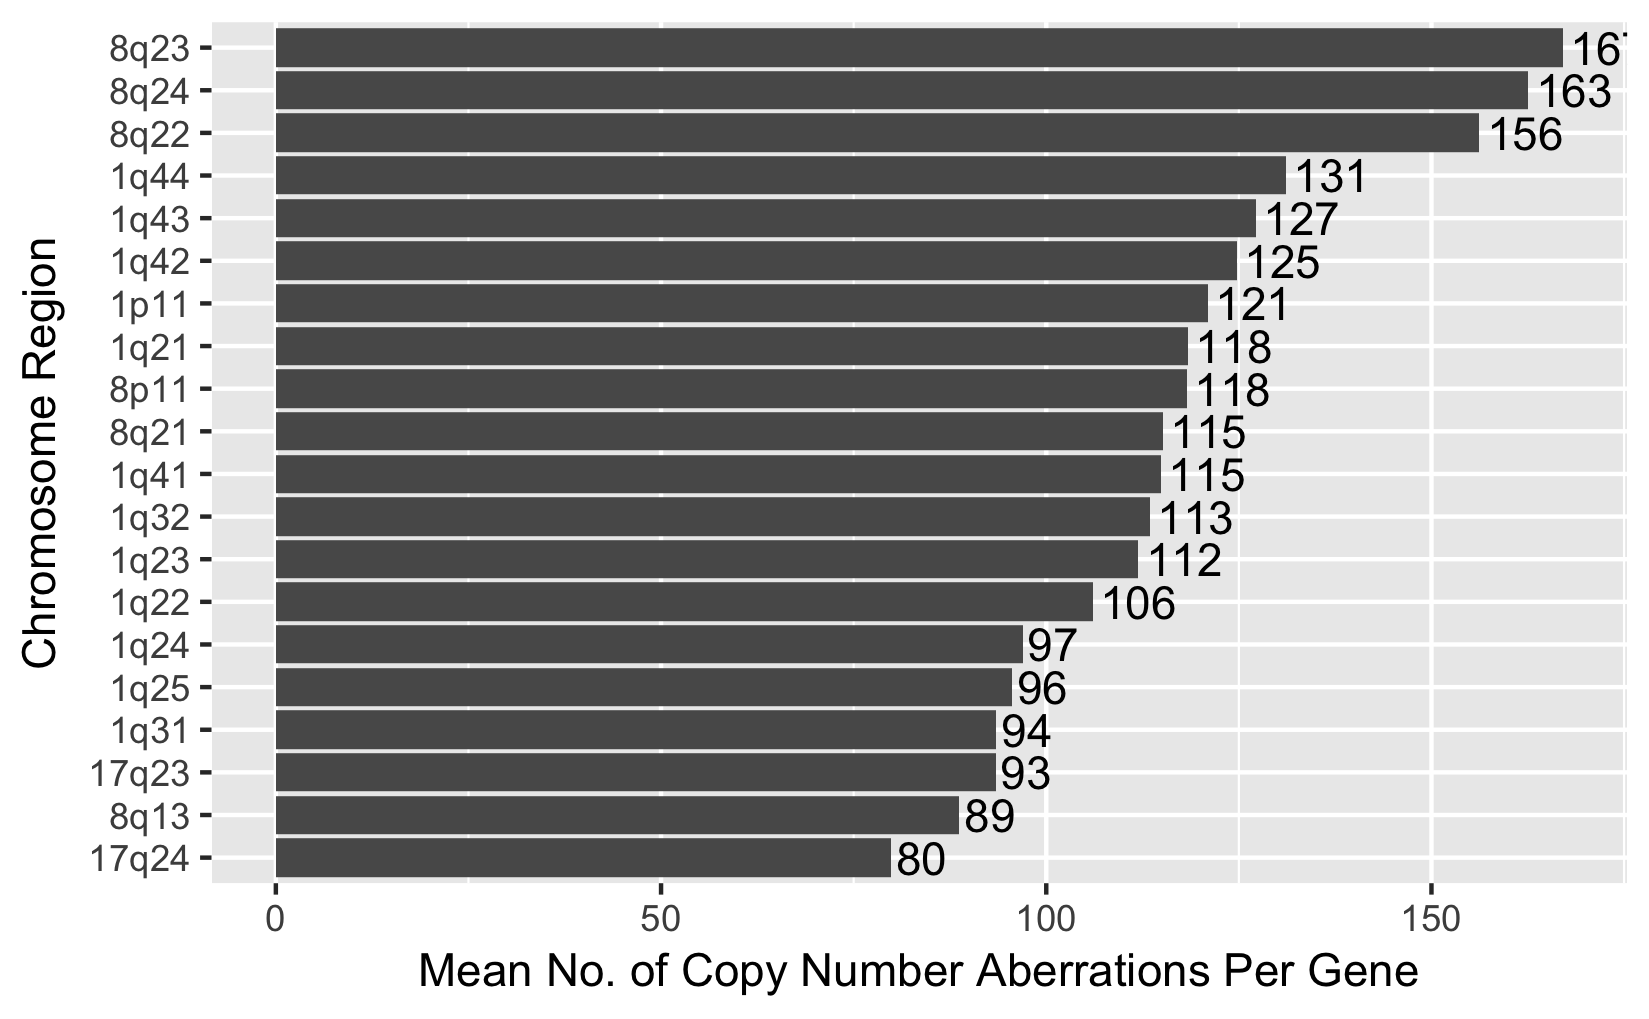 Chromosome Region
8q23 167
8q24 163
8q22 156
1q44 131
1q43 127
1q42 125
1p11 121
1q21 118
8p11 118
8q21 115
1q41 115
1q32 113
1q23 112
1q22 106
1q24 97
1q25 96
1q31 94
17q23 93
8q13 89
17q24 80
0 50 100 150
Mean No. of Copy Number Aberrations Per Gene